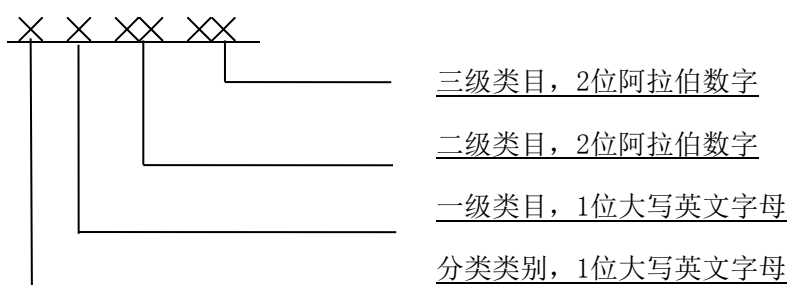 × × ×× ××
三级类目，2位阿拉伯数字
二级类目，2位阿拉伯数字
一级类目，1位大写英文字母
分类类别，1位大写英文字母